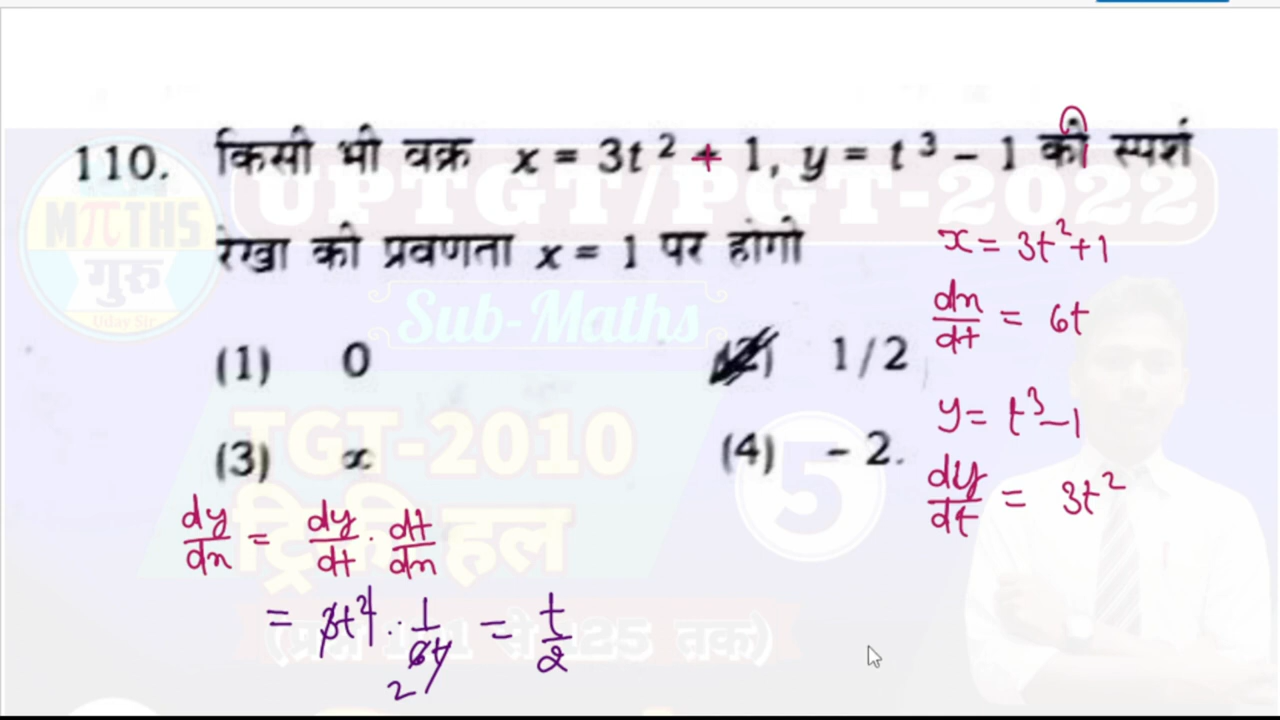 110. किसी भी वक्र x = 3t² + 1, y = t³ – 1 की स्पर्श
रेखा की प्रवणता x = 1 पर होगी
(1) 0
(2) 1/2
(3) x
(4) – 2.
x = 3t²+1
dx/dt = 6t
y = t³–1
dy/dt = 3t²
dy/dx = dy/dt · dt/dx
= 3t² · 1/6t = t/2
2
MπTHS
गुरु
Uday Sir
UPTGT/PGT-2022
Sub-Maths
TGT-2010
5
ट्रिकी हल